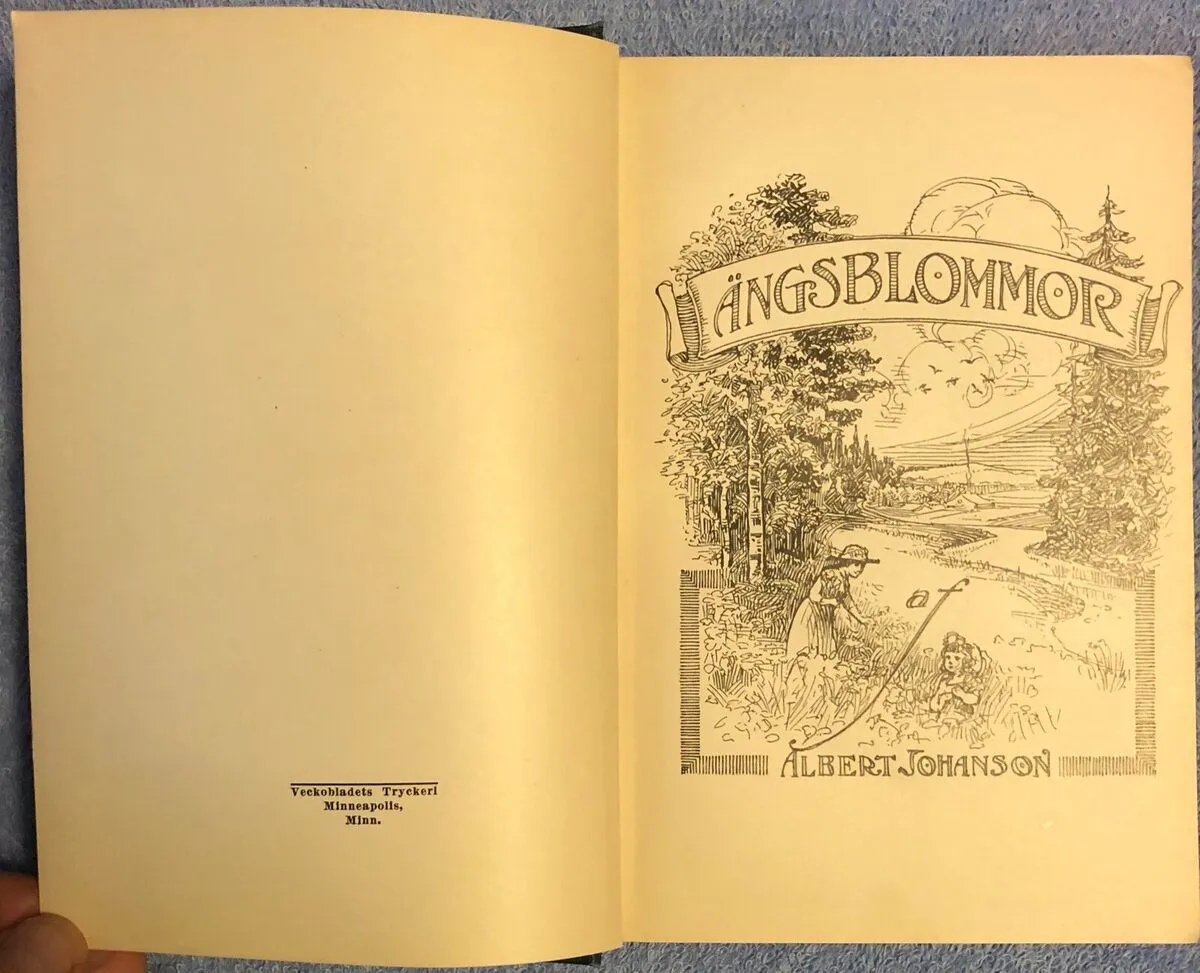 Veckobladets Tryckeri
Minneapolis,
Minn.
ÄNGSBLOMMOR
af
ALBERT JOHANSON